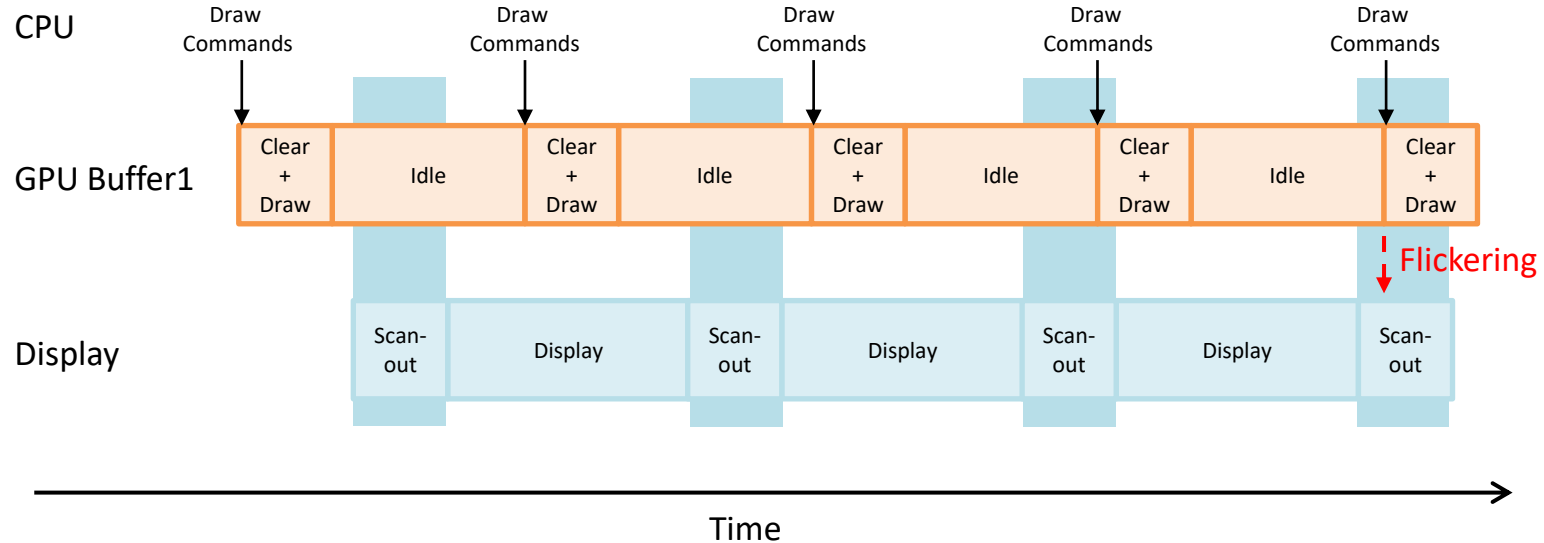 CPU
Draw
Commands
Draw
Commands
Draw
Commands
Draw
Commands
Draw
Commands
GPU Buffer1
Clear
+
Draw
Idle
Clear
+
Draw
Idle
Clear
+
Draw
Idle
Clear
+
Draw
Idle
Clear
+
Draw
Flickering
Display
Scan-
out
Display
Scan-
out
Display
Scan-
out
Display
Scan-
out
Time